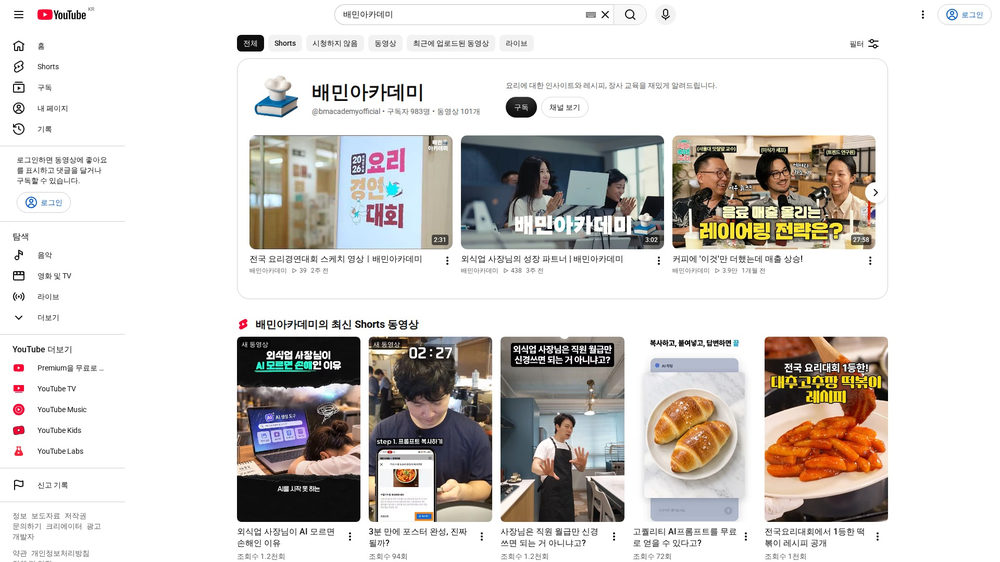 YouTube KR
배민아카데미
로그인
홈
Shorts
구독
내 페이지
기록
로그인하면 동영상에 좋아요
를 표시하고 댓글을 달거나
구독할 수 있습니다.
로그인
탐색
음악
영화 및 TV
라이브
더보기
YouTube 더보기
Premium을 무료로 ...
YouTube TV
YouTube Music
YouTube Kids
YouTube Labs
신고 기록
정보 보도자료 저작권
문의하기 크리에이터 광고
개발자
약관 개인정보처리방침
전체 Shorts 시청하지 않음 동영상 최근에 업로드된 동영상 라이브 필터
배민아카데미
@bmacademyofficial • 구독자 983명 • 동영상 101개
요리에 대한 인사이트와 레시피, 장사 교육을 재밌게 알려드립니다.
구독 채널 보기
배민
아카데미
2026 요리
경연
대회
2:31
전국 요리경연대회 스케치 영상 | 배민아카데미
배민아카데미 39 2주 전
배민아카데미
3:02
외식업 사장님의 성장 파트너 | 배민아카데미
배민아카데미 438 3주 전
음료 매출 올리는
레이어링 전략은?
27:58
커피에 '이것'만 더했는데 매출 상승!
배민아카데미 3.9만 1개월 전
배민아카데미의 최신 Shorts 동영상
새 동영상
외식업 사장님이
AI 모르면 손해인 이유
AI를 시작 못 하는
외식업 사장님이 AI 모르면
손해인 이유
조회수 1.2천회
새 동영상
02:27
step 1. 프롬프트 복사하기
3분 만에 포스터 완성, 진짜
될까?
조회수 94회
외식업 사장님은 직원 월급만
신경쓰면 되는 거 아니냐고?
사장님은 직원 월급만 신경
쓰면 되는 거 아니냐고?
조회수 1.2천회
복사하고, 붙여넣고, 답변하면 끝
고퀄리티 AI프롬프트를 무료
로 얻을 수 있다고?
조회수 72회
전국 요리대회 1등한!
대추고추장 떡볶이
레시피
전국요리대회에서 1등한 떡
볶이 레시피 공개
조회수 1천회